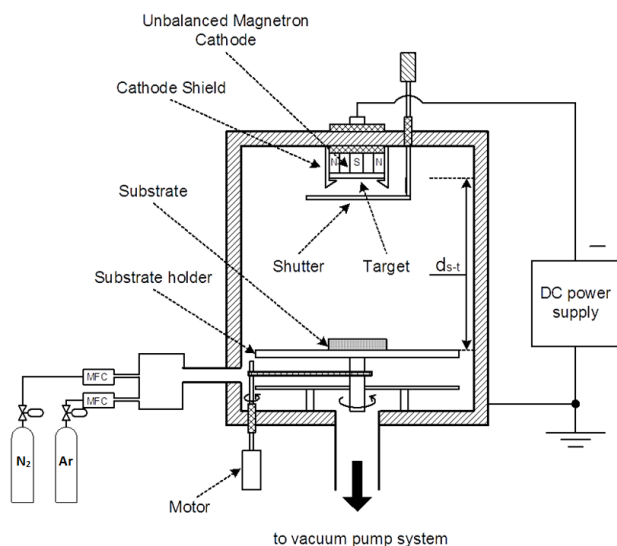 Unbalanced Magnetron
Cathode
Cathode Shield
N
S
N
Substrate
Shutter
Target
d s-t
Substrate holder
DC power
supply
MFC
MFC
N2
Ar
Motor
to vacuum pump system